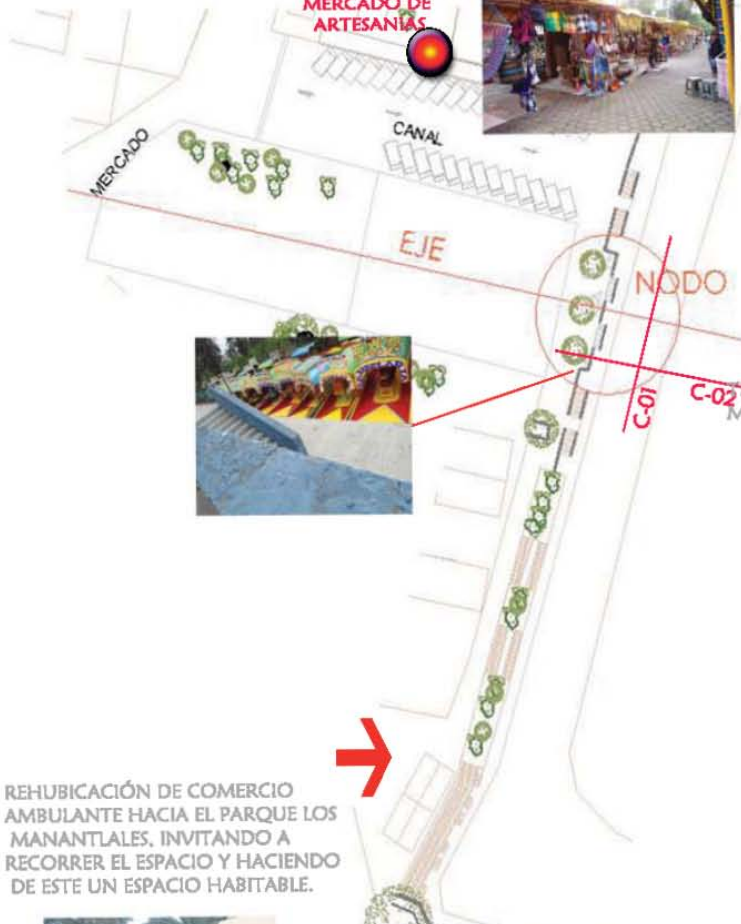 MERCADO DE
ARTESANÍAS
CANAL
MERCADO
EJE
NODO
C-01
C-02
REHUBICACIÓN DE COMERCIO
AMBULANTE HACIA EL PARQUE LOS
MANANTLALES, INVITANDO A
RECORRER EL ESPACIO Y HACIENDO
DE ESTE UN ESPACIO HABITABLE.